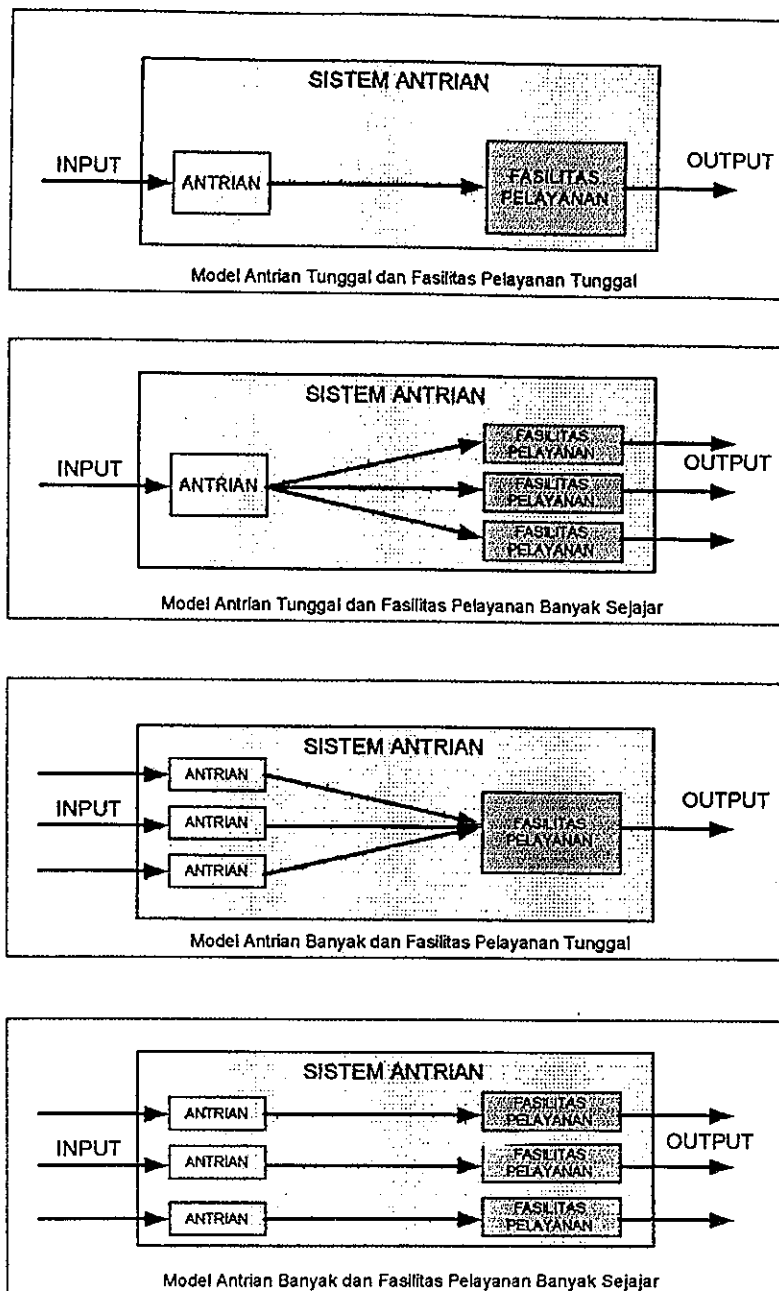 SISTEM ANTRIAN
INPUT
ANTRIAN
FASILITAS
PELAYANAN
OUTPUT
Model Antrian Tunggal dan Fasilitas Pelayanan Tunggal
SISTEM ANTRIAN
INPUT
ANTRIAN
FASILITAS
PELAYANAN
FASILITAS
PELAYANAN
FASILITAS
PELAYANAN
OUTPUT
Model Antrian Tunggal dan Fasilitas Pelayanan Banyak Sejajar
SISTEM ANTRIAN
ANTRIAN
INPUT
ANTRIAN
ANTRIAN
FASILITAS
PELAYANAN
OUTPUT
Model Antrian Banyak dan Fasilitas Pelayanan Tunggal
SISTEM ANTRIAN
ANTRIAN
FASILITAS
PELAYANAN
INPUT
ANTRIAN
FASILITAS
PELAYANAN
OUTPUT
ANTRIAN
FASILITAS
PELAYANAN
Model Antrian Banyak dan Fasilitas Pelayanan Banyak Sejajar